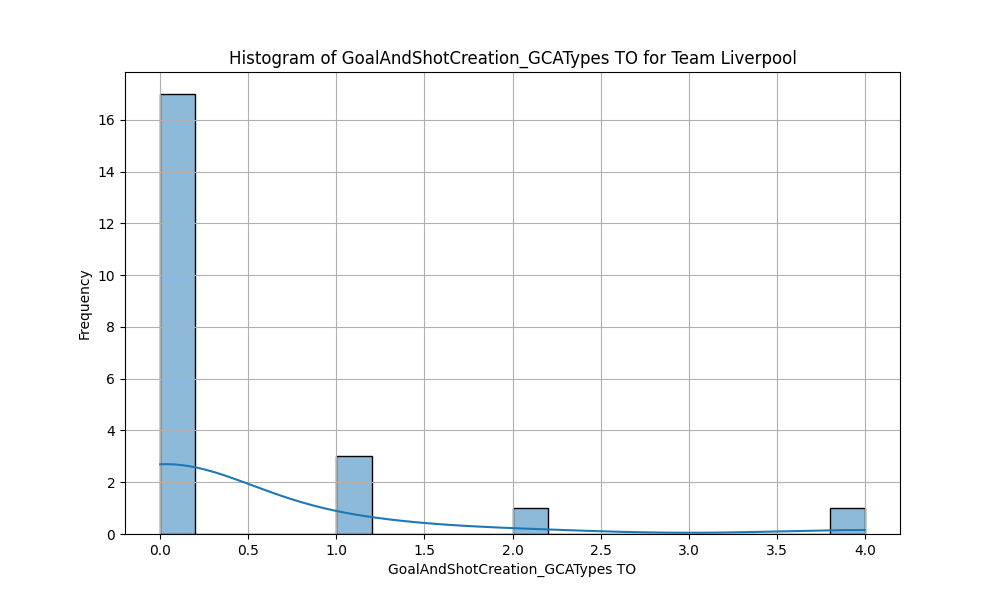 Histogram of GoalAndShotCreation_GCATypes TO for Team Liverpool
Frequency
16
14
12
10
8
6
4
2
0
0.0 0.5 1.0 1.5 2.0 2.5 3.0 3.5 4.0
GoalAndShotCreation_GCATypes TO